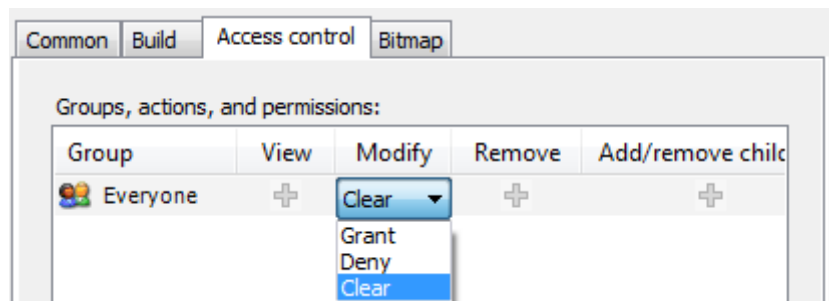 Common Build Access control Bitmap
Groups, actions, and permissions:
Group View Modify Remove Add/remove chilc
Everyone Clear
Grant
Deny
Clear